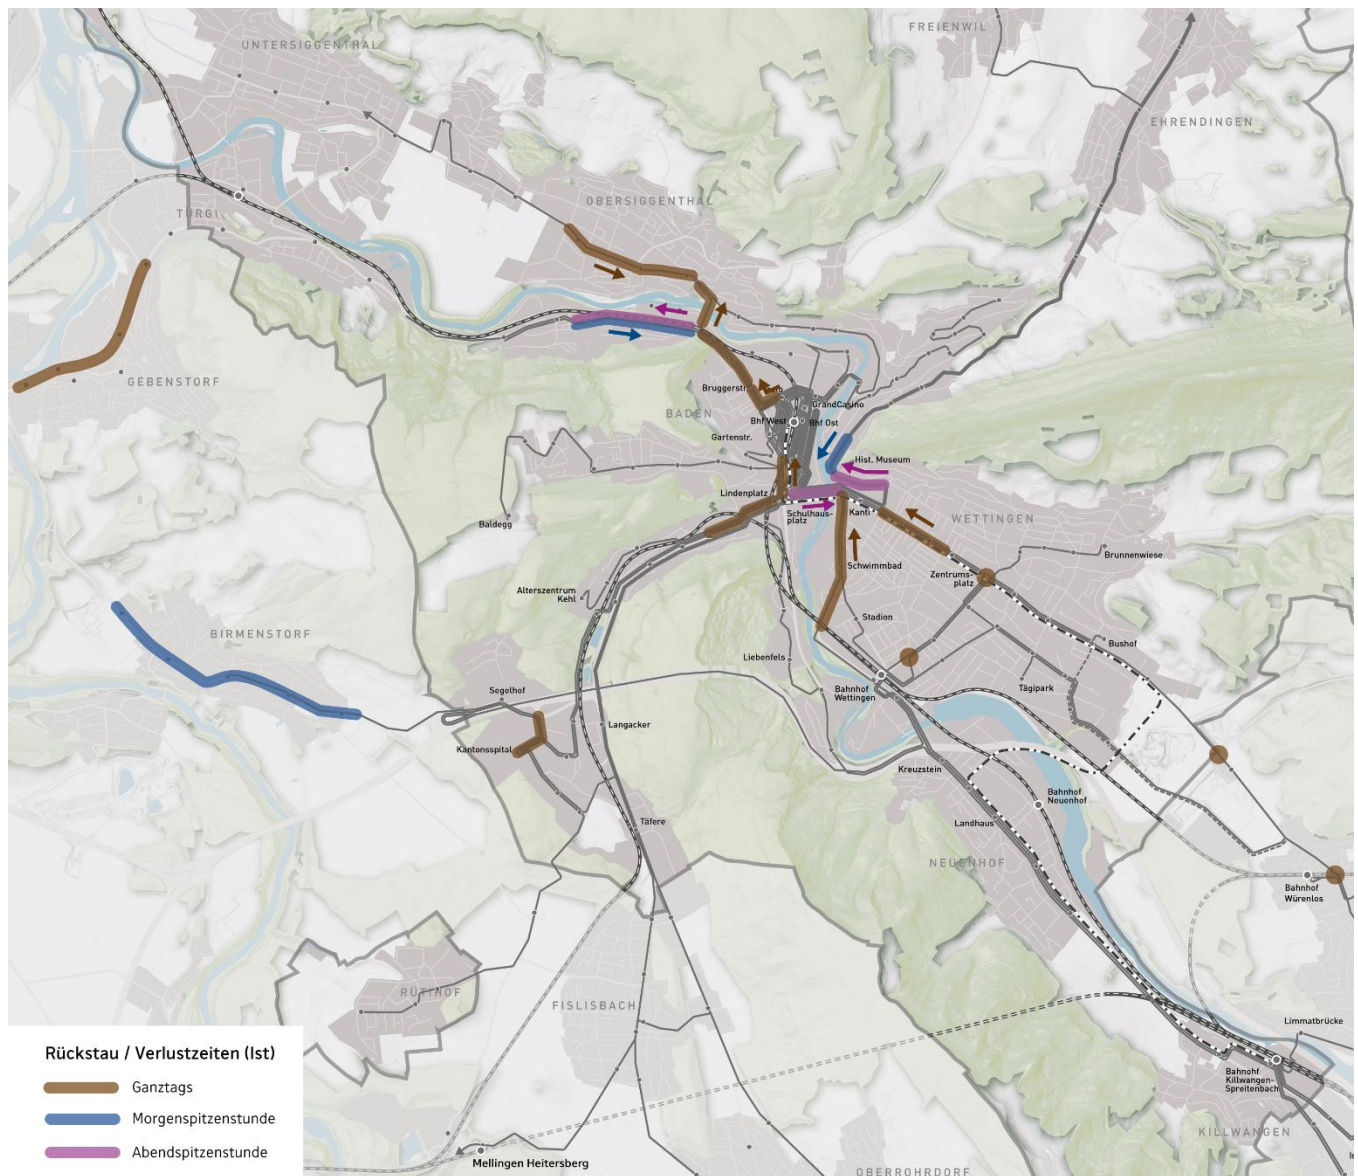 FREIENWIL
UNTERSIGGENTHAL
EHRENDINGEN
OBERSIGGENTHAL
TURGI
GEBENSTORF
Bruggerstr.
GrandCasino
BADEN
Bhf West
Bhf Ost
Gartenstr.
Hist. Museum
Lindenplatz
Schulhaus-
platz
Kanti
WETTINGEN
Baldegg
Brunnenwiese
Schwimmbad
Zentrums-
platz
Alterszentrum
Kehl
Stadion
BIRMENSTORF
Bushof
Liebenfels
Segelhof
Bahnhof
Wettingen
Tägipark
Langacker
Kantonsspital
Kreuzstein
Bahnhof
Neuenhof
Täfere
Landhaus
NEUENHOF
Bahnhof
Würenlos
RÜTIHOF
FISLISBACH
Limmatbrücke
Bahnohf
Killwangen-
Spreitenbach
KILLWANGEN
Mellingen Heitersberg
OBERROHRDORF
Rückstau / Verlustzeiten (Ist)
Ganztags
Morgenspitzenstunde
Abendspitzenstunde